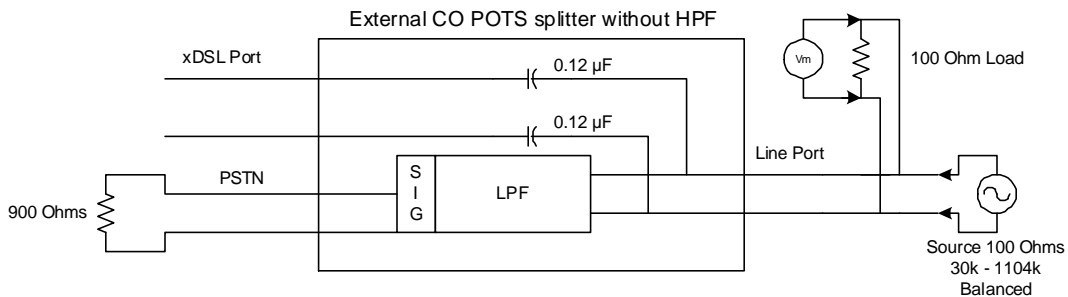 External CO POTS splitter without HPF
xDSL Port
0.12 µF
Vm
100 Ohm Load
0.12 µF
Line Port
PSTN
S
I
G
LPF
900 Ohms
Source 100 Ohms
30k - 1104k
Balanced